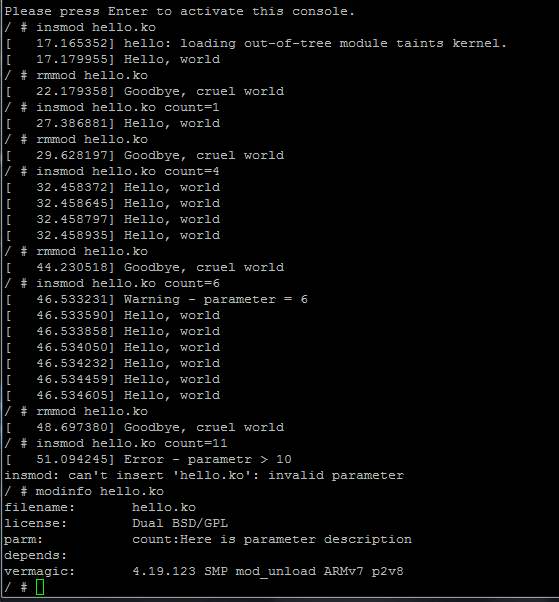 Please press Enter to activate this console.
/ # insmod hello.ko
[   17.165352] hello: loading out-of-tree module taints kernel.
[   17.179955] Hello, world
/ # rmmod hello.ko
[   22.179358] Goodbye, cruel world
/ # insmod hello.ko count=1
[   27.386881] Hello, world
/ # rmmod hello.ko
[   29.628197] Goodbye, cruel world
/ # insmod hello.ko count=4
[   32.458372] Hello, world
[   32.458645] Hello, world
[   32.458797] Hello, world
[   32.458935] Hello, world
/ # rmmod hello.ko
[   44.230518] Goodbye, cruel world
/ # insmod hello.ko count=6
[   46.533231] Warning - parameter = 6
[   46.533590] Hello, world
[   46.533858] Hello, world
[   46.534050] Hello, world
[   46.534232] Hello, world
[   46.534459] Hello, world
[   46.534605] Hello, world
/ # rmmod hello.ko
[   48.697380] Goodbye, cruel world
/ # insmod hello.ko count=11
[   51.094245] Error - parametr > 10
insmod: can't insert 'hello.ko': invalid parameter
/ # modinfo hello.ko
filename:       hello.ko
license:        Dual BSD/GPL
parm:           count:Here is parameter description
depends:
vermagic:       4.19.123 SMP mod_unload ARMv7 p2v8
/ #